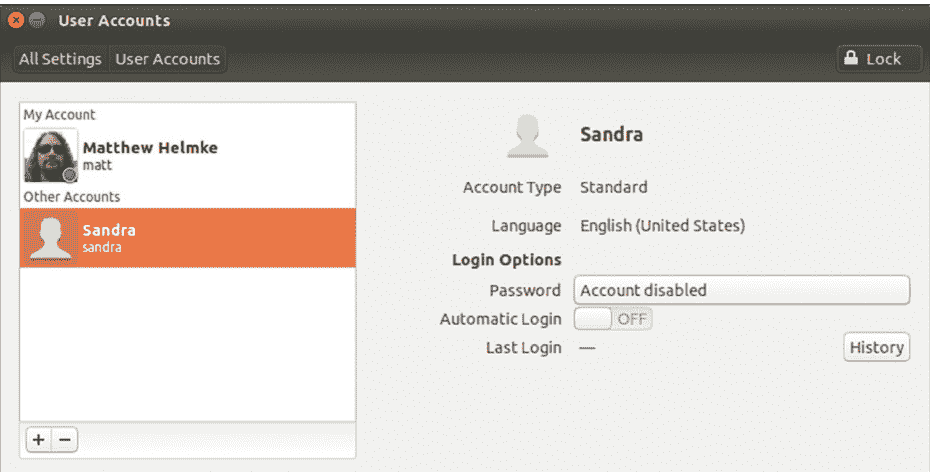 User Accounts
All Settings User Accounts Lock
My Account
Matthew Helmke
matt
Other Accounts
Sandra
sandra
Sandra
Account Type Standard
Language English (United States)
Login Options
Password Account disabled
Automatic Login OFF
Last Login — History
+ −